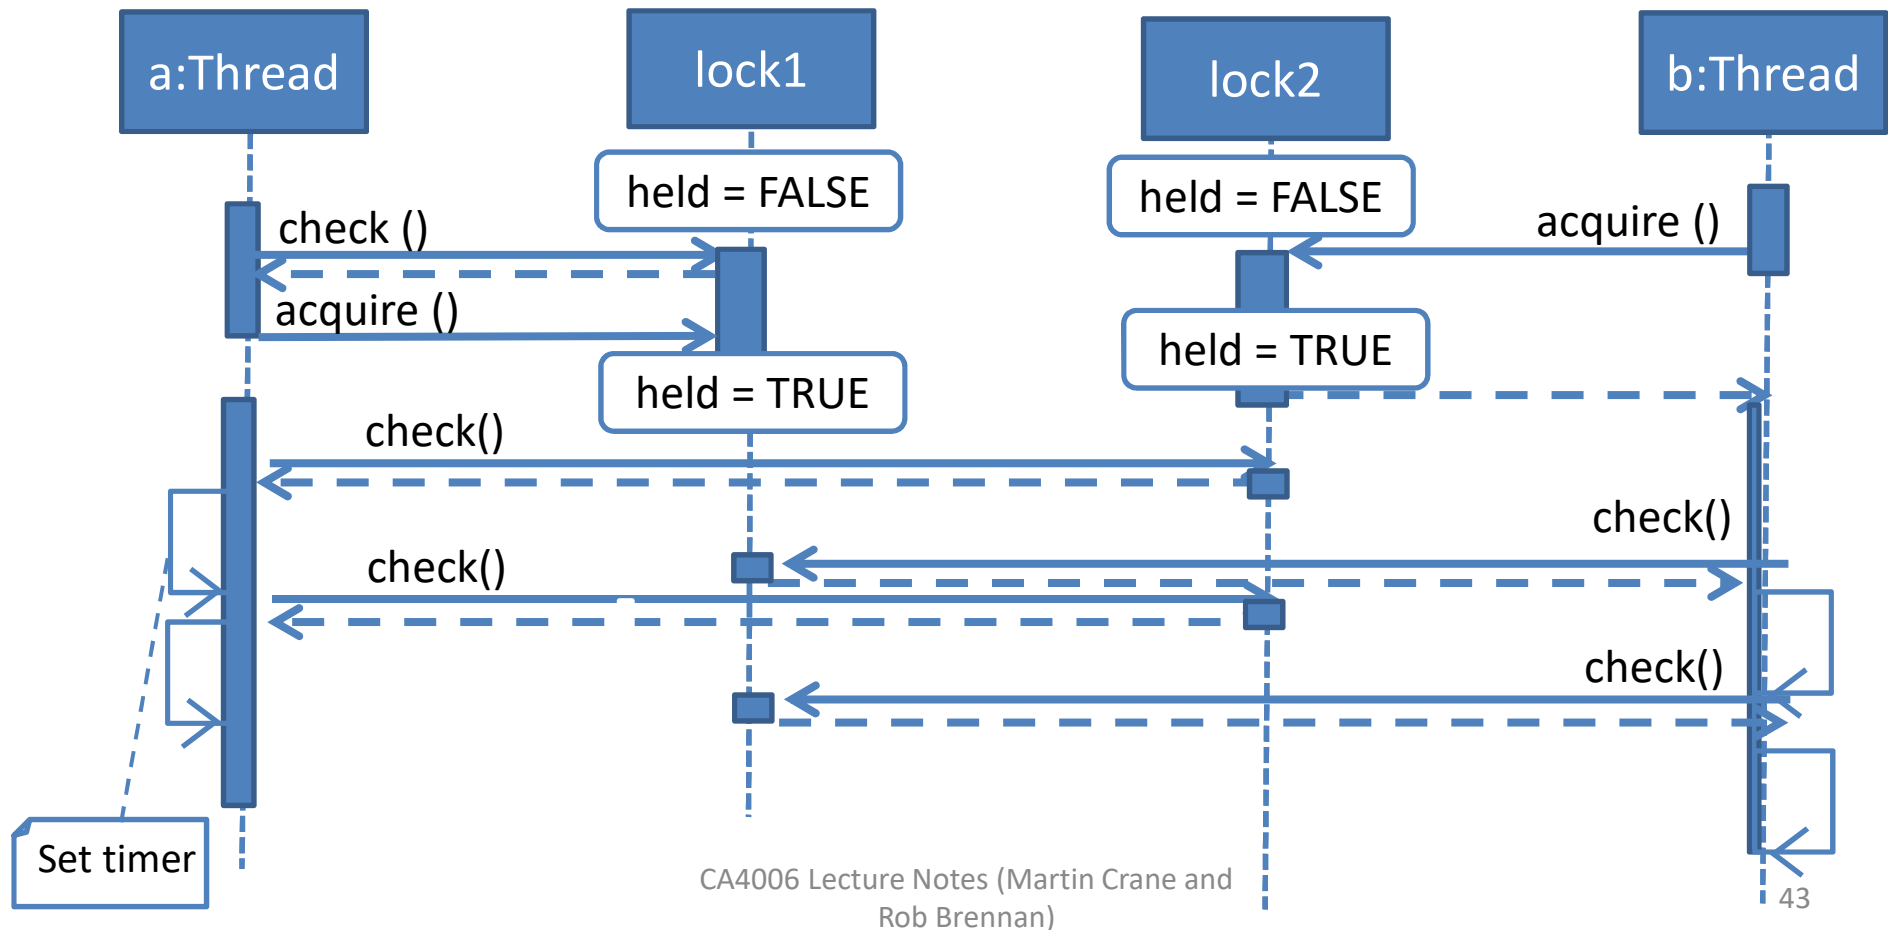 a:Thread
lock1
lock2
b:Thread
held = FALSE
held = FALSE
check ()
acquire ()
acquire ()
held = TRUE
held = TRUE
check()
check()
check()
check()
Set timer
CA4006 Lecture Notes (Martin Crane and
Rob Brennan)
43